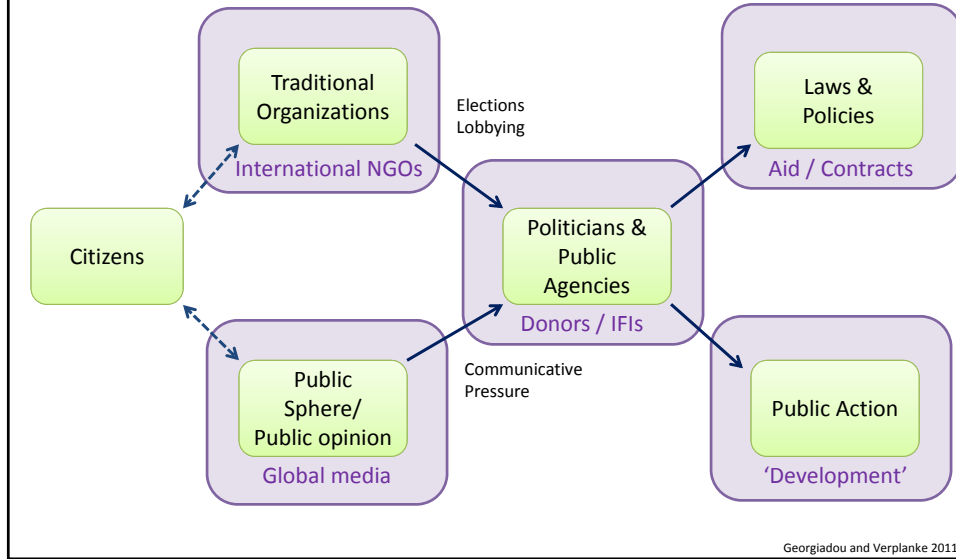 Traditional
Organizations
International NGOs
Elections
Lobbying
Laws &
Policies
Aid / Contracts
Citizens
Politicians &
Public
Agencies
Donors / IFIs
Public
Sphere/
Public opinion
Global media
Communicative
Pressure
Public Action
‘Development’
Georgiadou and Verplanke 2011